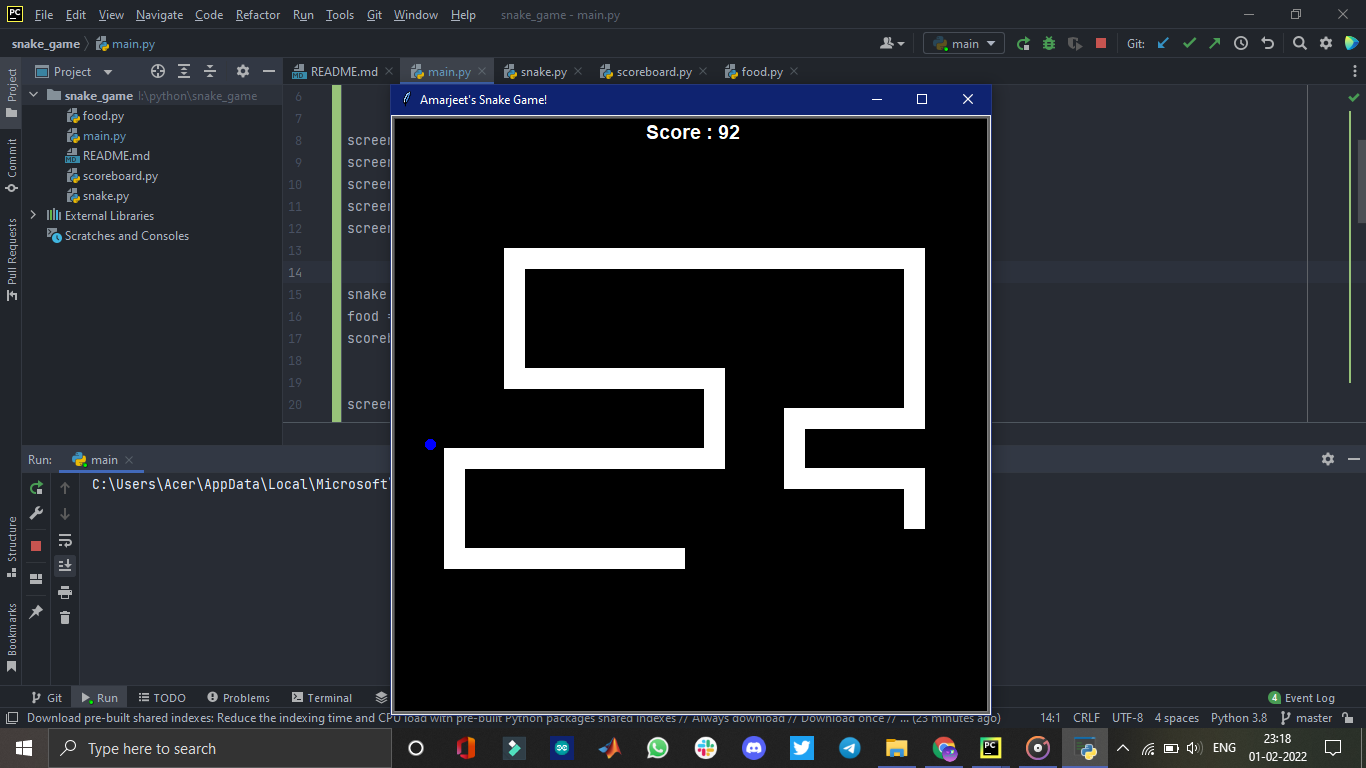 PC File Edit View Navigate Code Refactor Run Tools Git Window Help snake_game - main.py
snake_game main.py main Git:
Project README.md main.py snake.py scoreboard.py food.py
Project
Commit
Pull Requests
Structure
Bookmarks
snake_game I:\python\snake_game
food.py
main.py
README.md
scoreboard.py
snake.py
External Libraries
Scratches and Consoles
6
7
8 screen
9 screen
10 screen
11 screen
12 screen
13
14
15 snake
16 food =
17 scoreb
18
19
20 screen
Amarjeet's Snake Game!
Score : 92
Run: main
C:\Users\Acer\AppData\Local\Microsoft\
Git Run TODO Problems Terminal 4 Event Log
Download pre-built shared indexes: Reduce the indexing time and CPU load with pre-built Python packages shared indexes // Always download // Download once // ... (23 minutes ago) 14:1 CRLF UTF-8 4 spaces Python 3.8 master
Type here to search ENG 23:18
01-02-2022